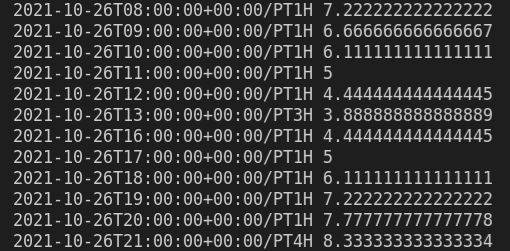 2021-10-26T08:00:00+00:00/PT1H 7.222222222222222
2021-10-26T09:00:00+00:00/PT1H 6.666666666666667
2021-10-26T10:00:00+00:00/PT1H 6.111111111111111
2021-10-26T11:00:00+00:00/PT1H 5
2021-10-26T12:00:00+00:00/PT1H 4.444444444444445
2021-10-26T13:00:00+00:00/PT3H 3.888888888888889
2021-10-26T16:00:00+00:00/PT1H 4.444444444444445
2021-10-26T17:00:00+00:00/PT1H 5
2021-10-26T18:00:00+00:00/PT1H 6.111111111111111
2021-10-26T19:00:00+00:00/PT1H 7.222222222222222
2021-10-26T20:00:00+00:00/PT1H 7.777777777777778
2021-10-26T21:00:00+00:00/PT4H 8.333333333333334